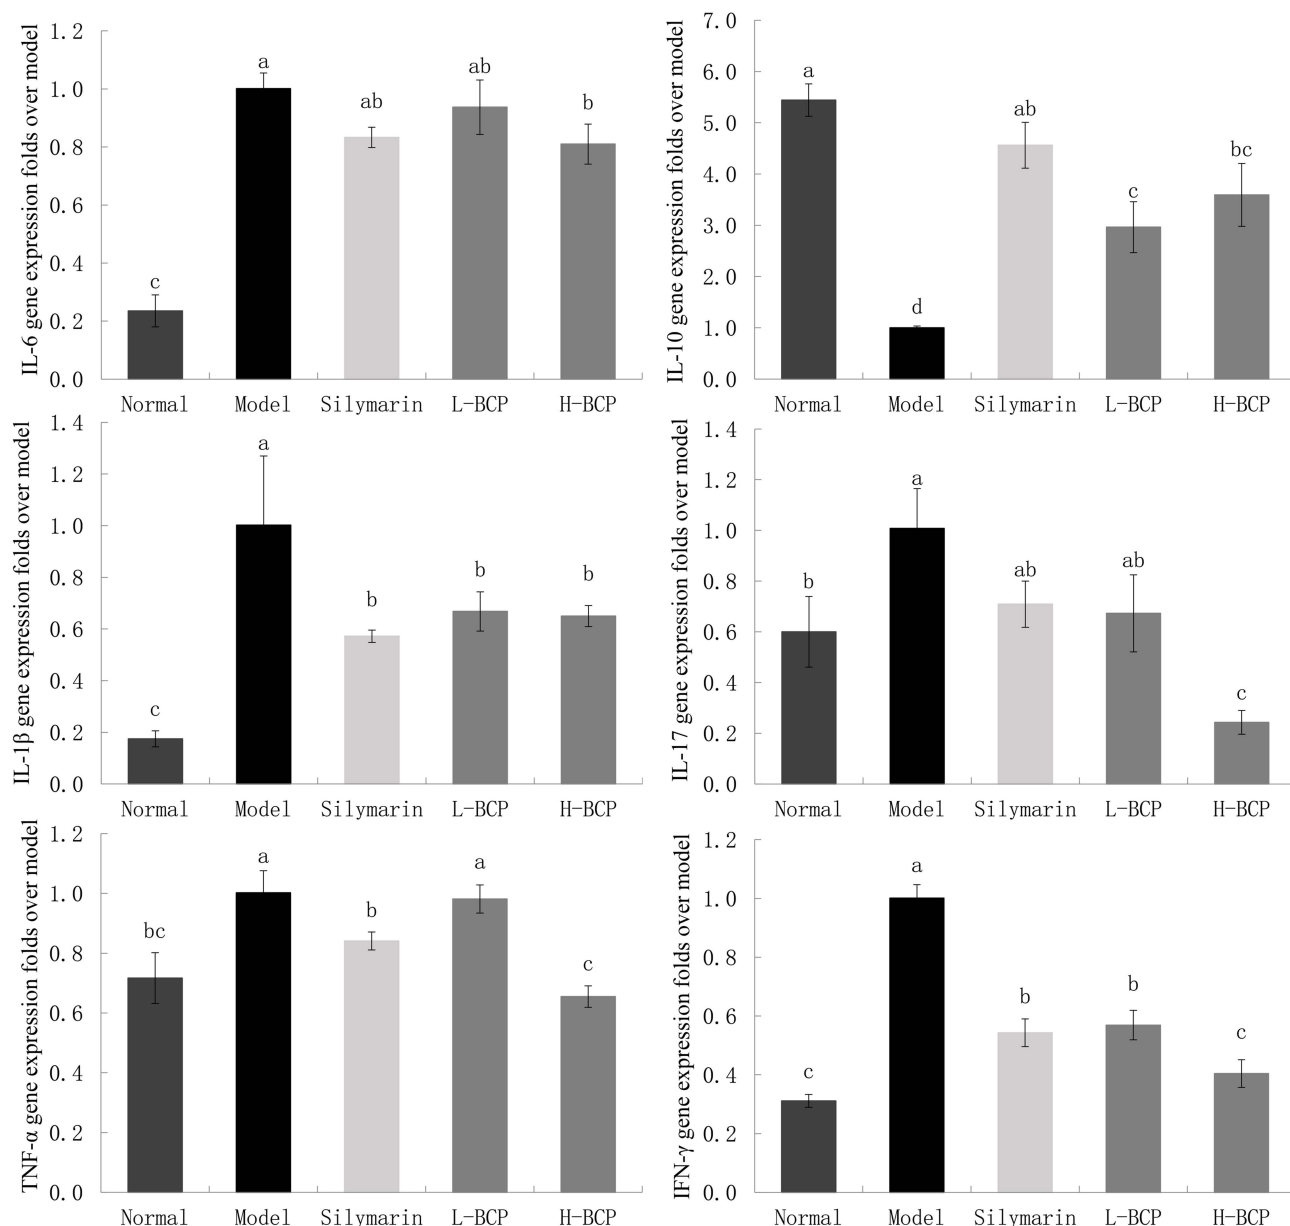 IL-6 gene expression folds over model
1.2
1.0
0.8
0.6
0.4
0.2
0.0
c
a
ab
ab
b
Normal Model Silymarin L-BCP H-BCP
IL-10 gene expression folds over model
7.0
6.0
5.0
4.0
3.0
2.0
1.0
0.0
a
d
ab
c
bc
Normal Model Silymarin L-BCP H-BCP
IL-1β gene expression folds over model
1.4
1.2
1.0
0.8
0.6
0.4
0.2
0.0
c
a
b
b
b
Normal Model Silymarin L-BCP H-BCP
IL-17 gene expression folds over model
1.4
1.2
1.0
0.8
0.6
0.4
0.2
0.0
b
a
ab
ab
c
Normal Model Silymarin L-BCP H-BCP
TNF-α gene expression folds over model
1.2
1.0
0.8
0.6
0.4
0.2
0.0
bc
a
b
a
c
Normal Model Silymarin L-BCP H-BCP
IFN-γ gene expression folds over model
1.2
1.0
0.8
0.6
0.4
0.2
0.0
c
a
b
b
c
Normal Model Silymarin L-BCP H-BCP